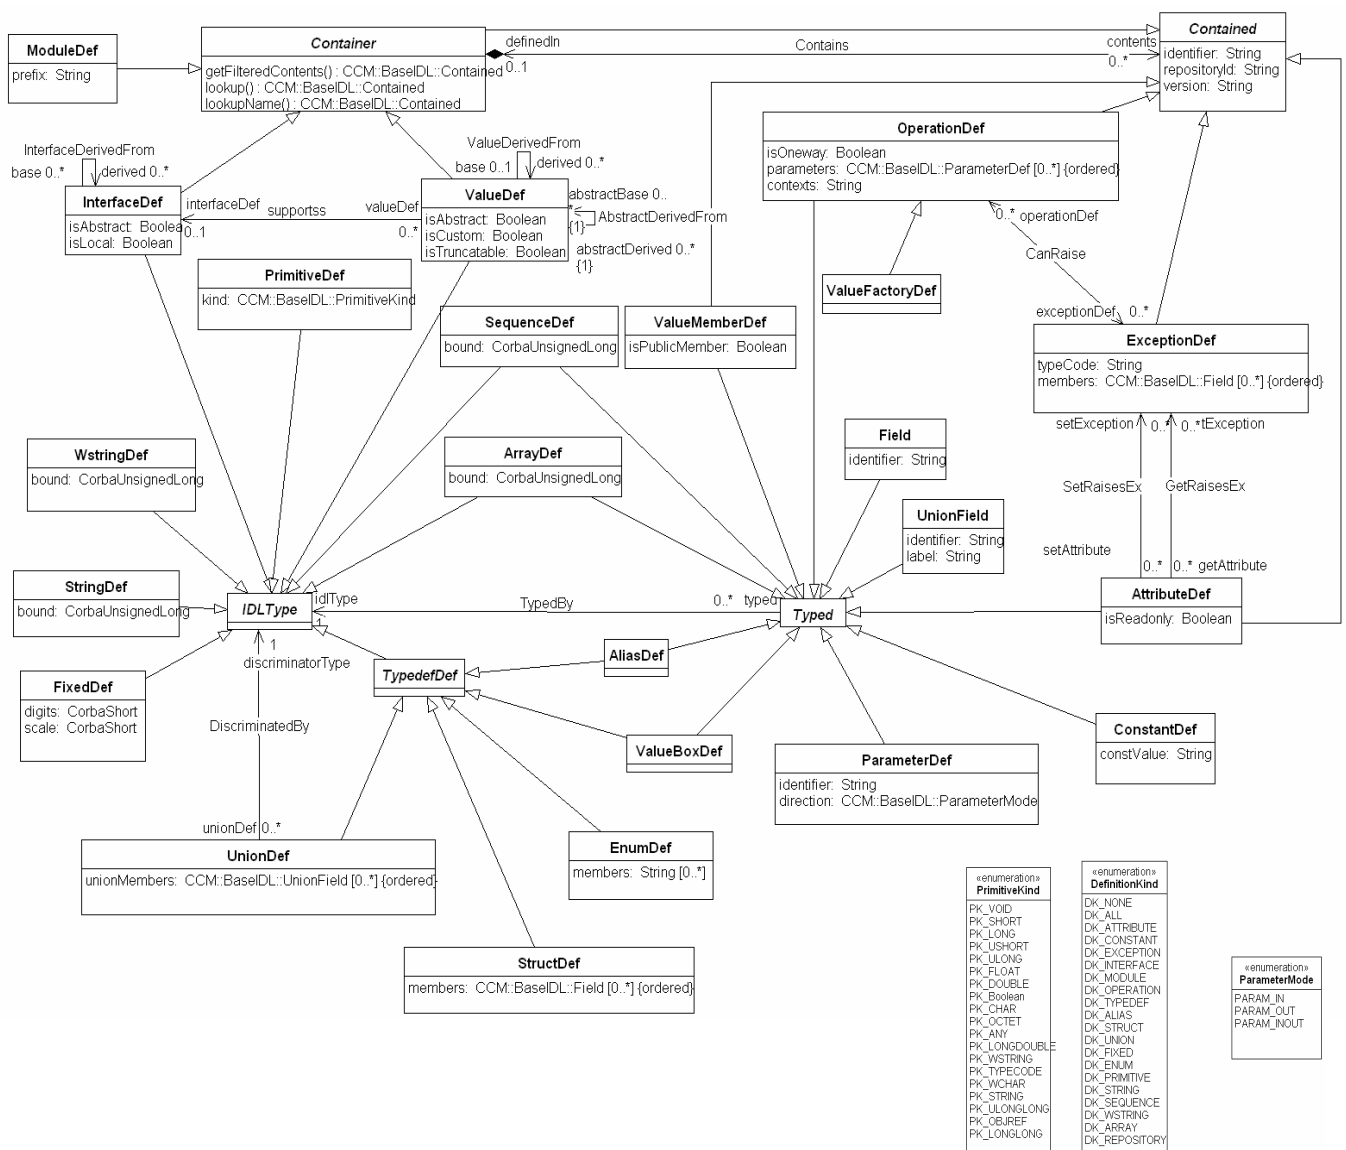 ModuleDef
prefix: String
Container
getFilteredContents() : CCM::BaseIDL::Contained
lookup() : CCM::BaseIDL::Contained
lookupName() : CCM::BaseIDL::Contained
definedIn
0..1
Contains
contents
0..*
Contained
identifier: String
repositoryId: String
version: String
InterfaceDerivedFrom
base 0..*
derived 0..*
InterfaceDef
isAbstract: Boolea
isLocal: Boolean
interfaceDef
0..1
supportss
valueDef
0..*
ValueDerivedFrom
base 0..1
derived 0..*
ValueDef
isAbstract: Boolean
isCustom: Boolean
isTruncatable: Boolean
abstractBase 0..
*
{1}
AbstractDerivedFrom
abstractDerived 0..*
{1}
OperationDef
isOneway: Boolean
parameters: CCM::BaseIDL::ParameterDef [0..*] {ordered}
contexts: String
0..* operationDef
CanRaise
exceptionDef 0..*
PrimitiveDef
kind: CCM::BaseIDL::PrimitiveKind
SequenceDef
bound: CorbaUnsignedLong
ValueMemberDef
isPublicMember: Boolean
ValueFactoryDef
ExceptionDef
typeCode: String
members: CCM::BaseIDL::Field [0..*] {ordered}
setException
0..*
0..*
tException
SetRaisesEx
GetRaisesEx
setAttribute
0..*
0..* getAttribute
WstringDef
bound: CorbaUnsignedLong
ArrayDef
bound: CorbaUnsignedLong
Field
identifier: String
UnionField
identifier: String
label: String
StringDef
bound: CorbaUnsignedLong
IDLType
idlType
1
TypedBy
0..* typed
Typed
AttributeDef
isReadonly: Boolean
1
discriminatorType
DiscriminatedBy
unionDef 0..*
FixedDef
digits: CorbaShort
scale: CorbaShort
TypedefDef
AliasDef
ValueBoxDef
ParameterDef
identifier: String
direction: CCM::BaseIDL::ParameterMode
ConstantDef
constValue: String
UnionDef
unionMembers: CCM::BaseIDL::UnionField [0..*] {ordered}
EnumDef
members: String [0..*]
StructDef
members: CCM::BaseIDL::Field [0..*] {ordered}
«enumeration»
PrimitiveKind
PK_VOID
PK_SHORT
PK_LONG
PK_USHORT
PK_ULONG
PK_FLOAT
PK_DOUBLE
PK_Boolean
PK_CHAR
PK_OCTET
PK_ANY
PK_LONGDOUBLE
PK_WSTRING
PK_TYPECODE
PK_WCHAR
PK_STRING
PK_ULONGLONG
PK_OBJREF
PK_LONGLONG
«enumeration»
DefinitionKind
DK_NONE
DK_ALL
DK_ATTRIBUTE
DK_CONSTANT
DK_EXCEPTION
DK_INTERFACE
DK_MODULE
DK_OPERATION
DK_TYPEDEF
DK_ALIAS
DK_STRUCT
DK_UNION
DK_FIXED
DK_ENUM
DK_PRIMITIVE
DK_STRING
DK_SEQUENCE
DK_WSTRING
DK_ARRAY
DK_REPOSITORY
«enumeration»
ParameterMode
PARAM_IN
PARAM_OUT
PARAM_INOUT